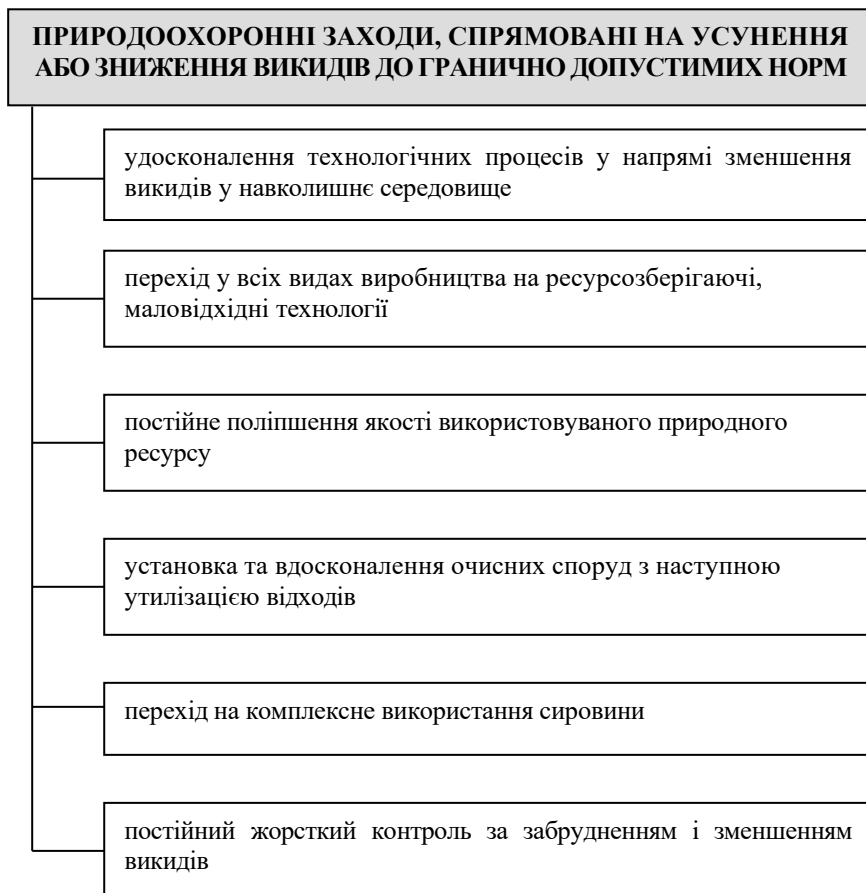 ПРИРОДООХОРОННІ ЗАХОДИ, СПРЯМОВАНІ НА УСУНЕННЯ
АБО ЗНИЖЕННЯ ВИКИДІВ ДО ГРАНИЧНО ДОПУСТИМИХ НОРМ
удосконалення технологічних процесів у напрямі зменшення
викидів у навколишнє середовище
перехід у всіх видах виробництва на ресурсозберігаючі,
маловідхідні технології
постійне поліпшення якості використовуваного природного
ресурсу
установка та вдосконалення очисних споруд з наступною
утилізацією відходів
перехід на комплексне використання сировини
постійний жорсткий контроль за забрудненням і зменшенням
викидів